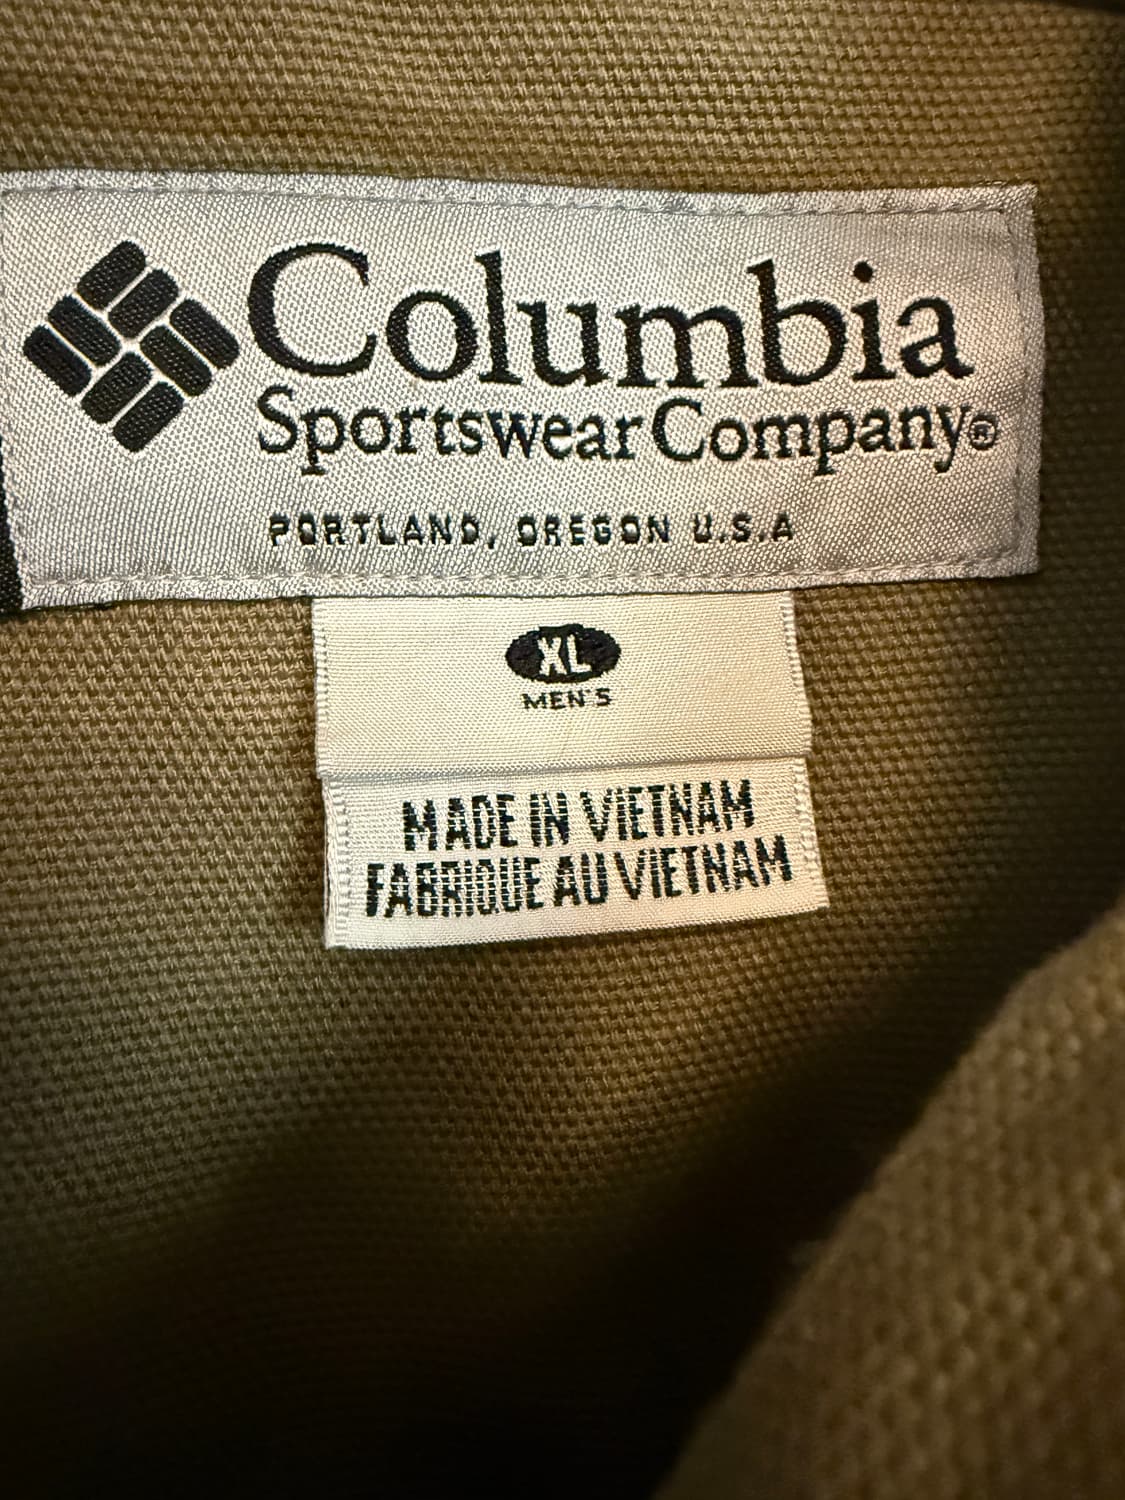 Columbia
Sportswear Company®
PORTLAND, OREGON U.S.A
XL
MEN'S
MADE IN VIETNAM
FABRIQUE AU VIETNAM